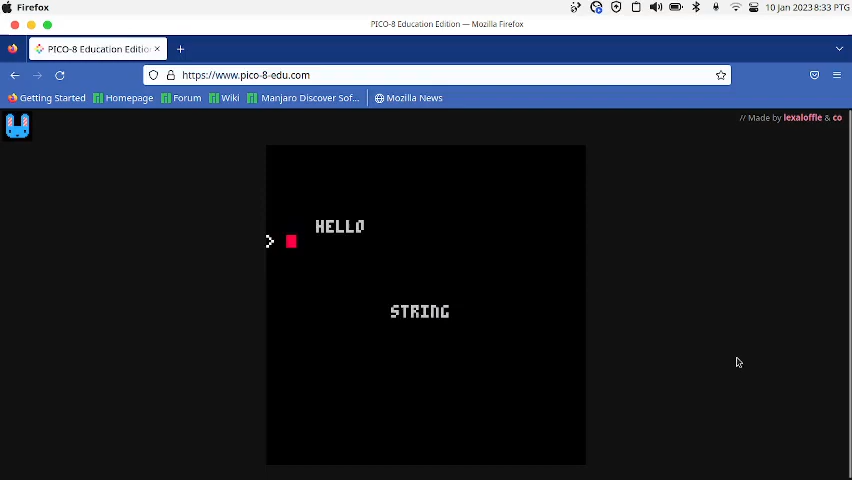 Firefox
10 Jan 2023 8:33 PTG
PICO-8 Education Edition — Mozilla Firefox
PICO-8 Education Edition
https://www.pico-8-edu.com
Getting Started Homepage Forum Wiki Manjaro Discover Sof... Mozilla News
// Made by lexaloffle & co
HELLO
>
STRING